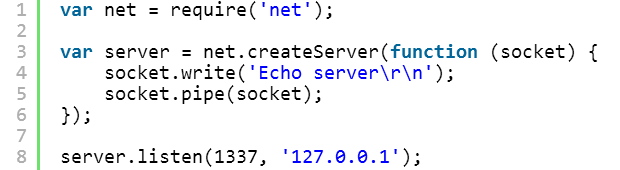 1 var net = require('net');
2
3 var server = net.createServer(function (socket) {
4     socket.write('Echo server\r\n');
5     socket.pipe(socket);
6 });
7
8 server.listen(1337, '127.0.0.1');